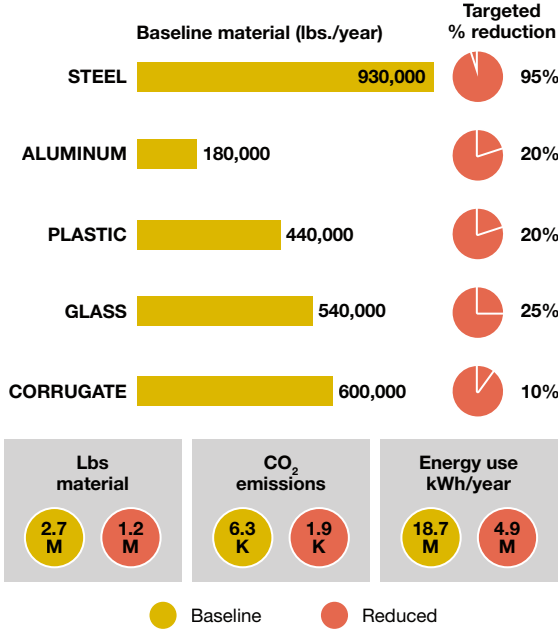 Baseline material (lbs./year)
Targeted
% reduction
STEEL
930,000
95%
ALUMINUM
180,000
20%
PLASTIC
440,000
20%
GLASS
540,000
25%
CORRUGATE
600,000
10%
Lbs
material
2.7
M
1.2
M
CO₂
emissions
6.3
K
1.9
K
Energy use
kWh/year
18.7
M
4.9
M
Baseline
Reduced